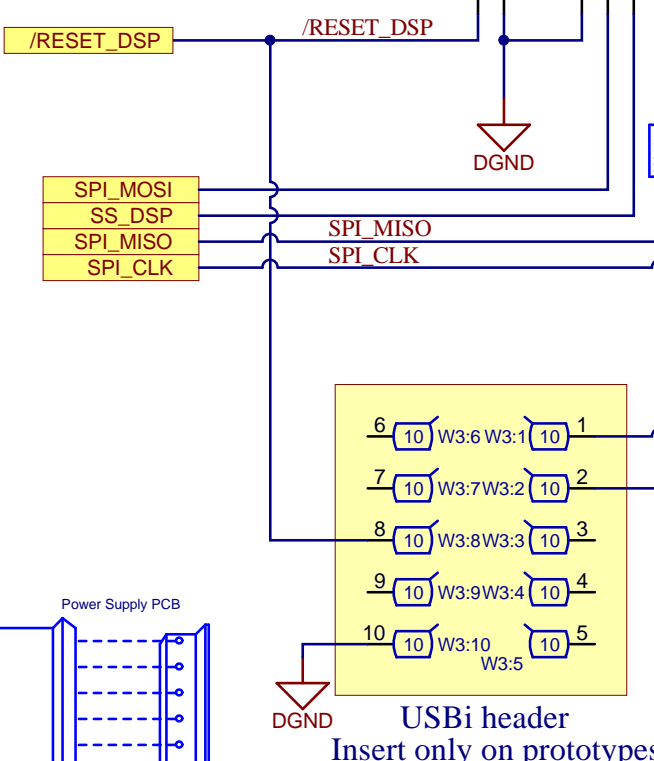 /RESET_DSP
/RESET_DSP
DGND
SPI_MOSI
SS_DSP
SPI_MISO
SPI_MISO
SPI_CLK
SPI_CLK
6 10 W3:6 W3:1 10 1
7 10 W3:7 W3:2 10 2
8 10 W3:8 W3:3 10 3
9 10 W3:9 W3:4 10 4
10 10 W3:10 W3:5 10 5
Power Supply PCB
DGND
USBi header
Insert only on prototypes